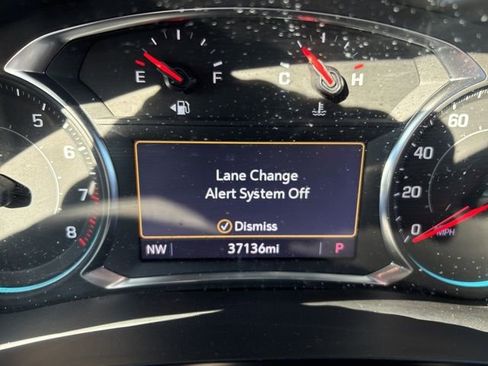 E F
C H
5
6
7
8
60
40
20
0
MPH
Lane Change
Alert System Off
Dismiss
NW 37136mi P